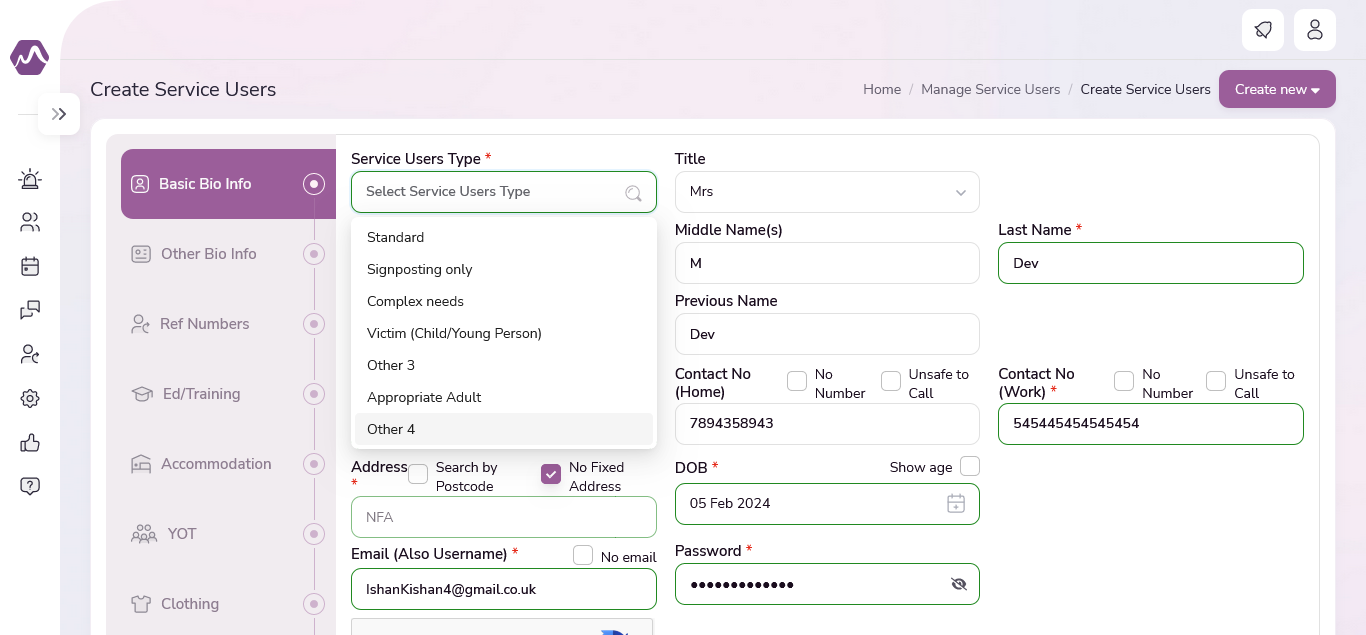 Create Service Users
Home / Manage Service Users / Create Service Users
Create new
Basic Bio Info
Other Bio Info
Ref Numbers
Ed/Training
Accommodation
YOT
Clothing
Service Users Type *
Select Service Users Type
Standard
Signposting only
Complex needs
Victim (Child/Young Person)
Other 3
Appropriate Adult
Other 4
Title
Mrs
Middle Name(s)
M
Last Name *
Dev
Previous Name
Dev
Contact No
(Home)
No
Number
Unsafe to
Call
7894358943
Contact No
(Work) *
No
Number
Unsafe to
Call
545445454545454
Address
*
Search by
Postcode
No Fixed
Address
NFA
DOB *
Show age
05 Feb 2024
Email (Also Username) *
No email
IshanKishan4@gmail.co.uk
Password *
•••••••••••••